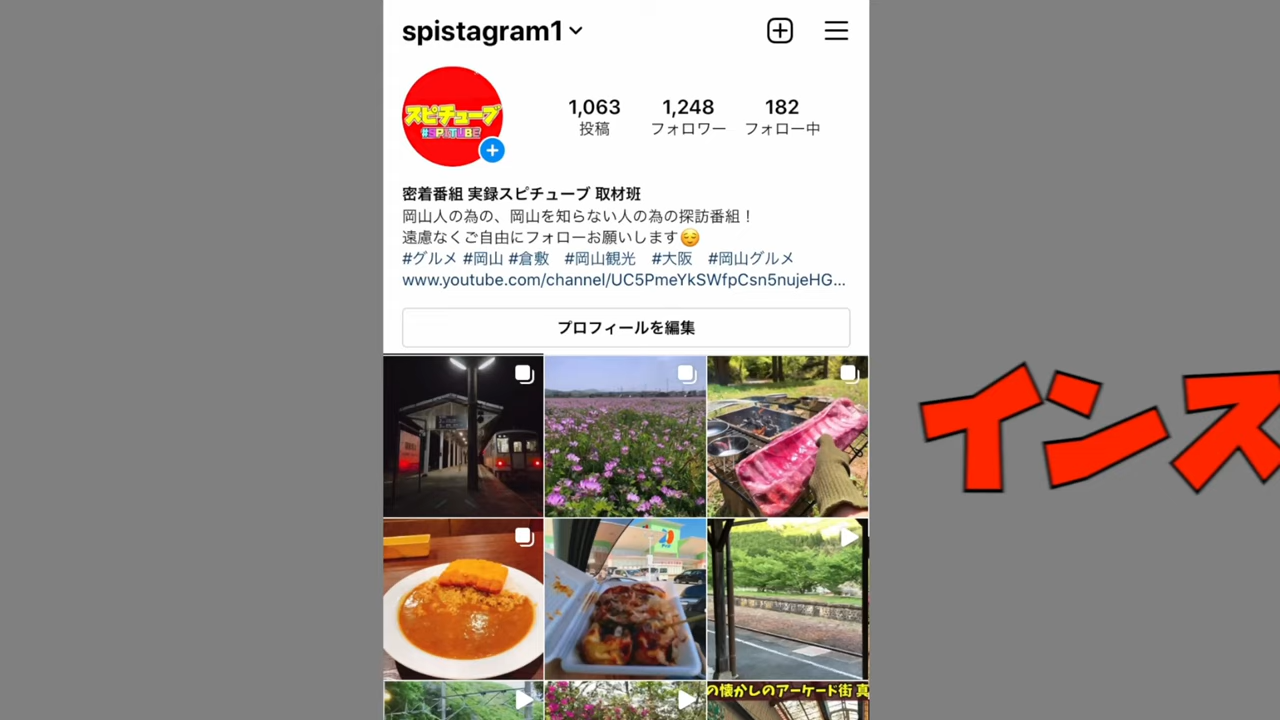 spistagram1
スピチューブ
#SPITUBE
1,063
投稿
1,248
フォロワー
182
フォロー中
密着番組 実録スピチューブ 取材班
岡山人の為の、岡山を知らない人の為の探訪番組！
遠慮なくご自由にフォローお願いします😌
#グルメ #岡山 #倉敷 #岡山観光 #大阪 #岡山グルメ
www.youtube.com/channel/UC5PmeYkSWfpCsn5nujeHG...
プロフィールを編集
インス
の懐かしのアーケード街 真